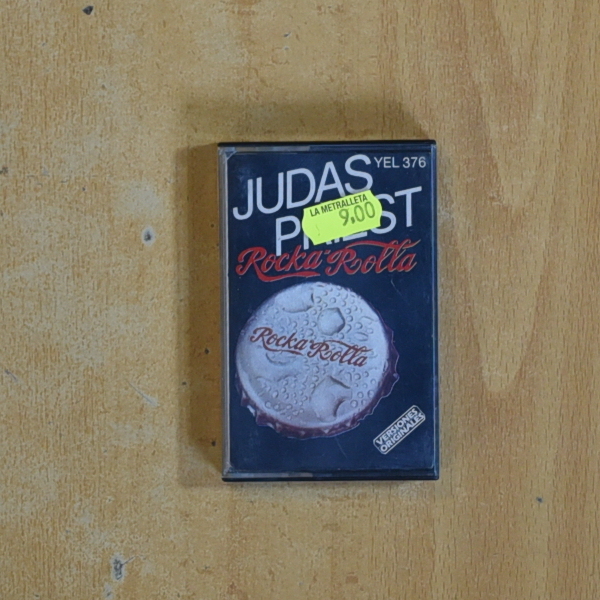 YEL 376
JUDAS
PRIEST
LA METRALLETA
9,00
Rocka-Rolla
Rocka-Rolla
VERSIONES
ORIGINALES